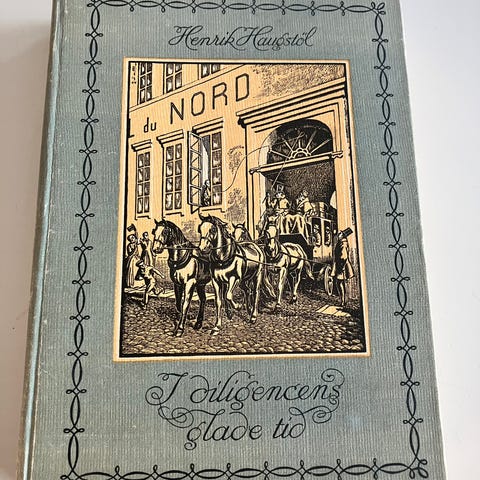 Henrik Haugstøl
du NORD
I diligencens
glade tid